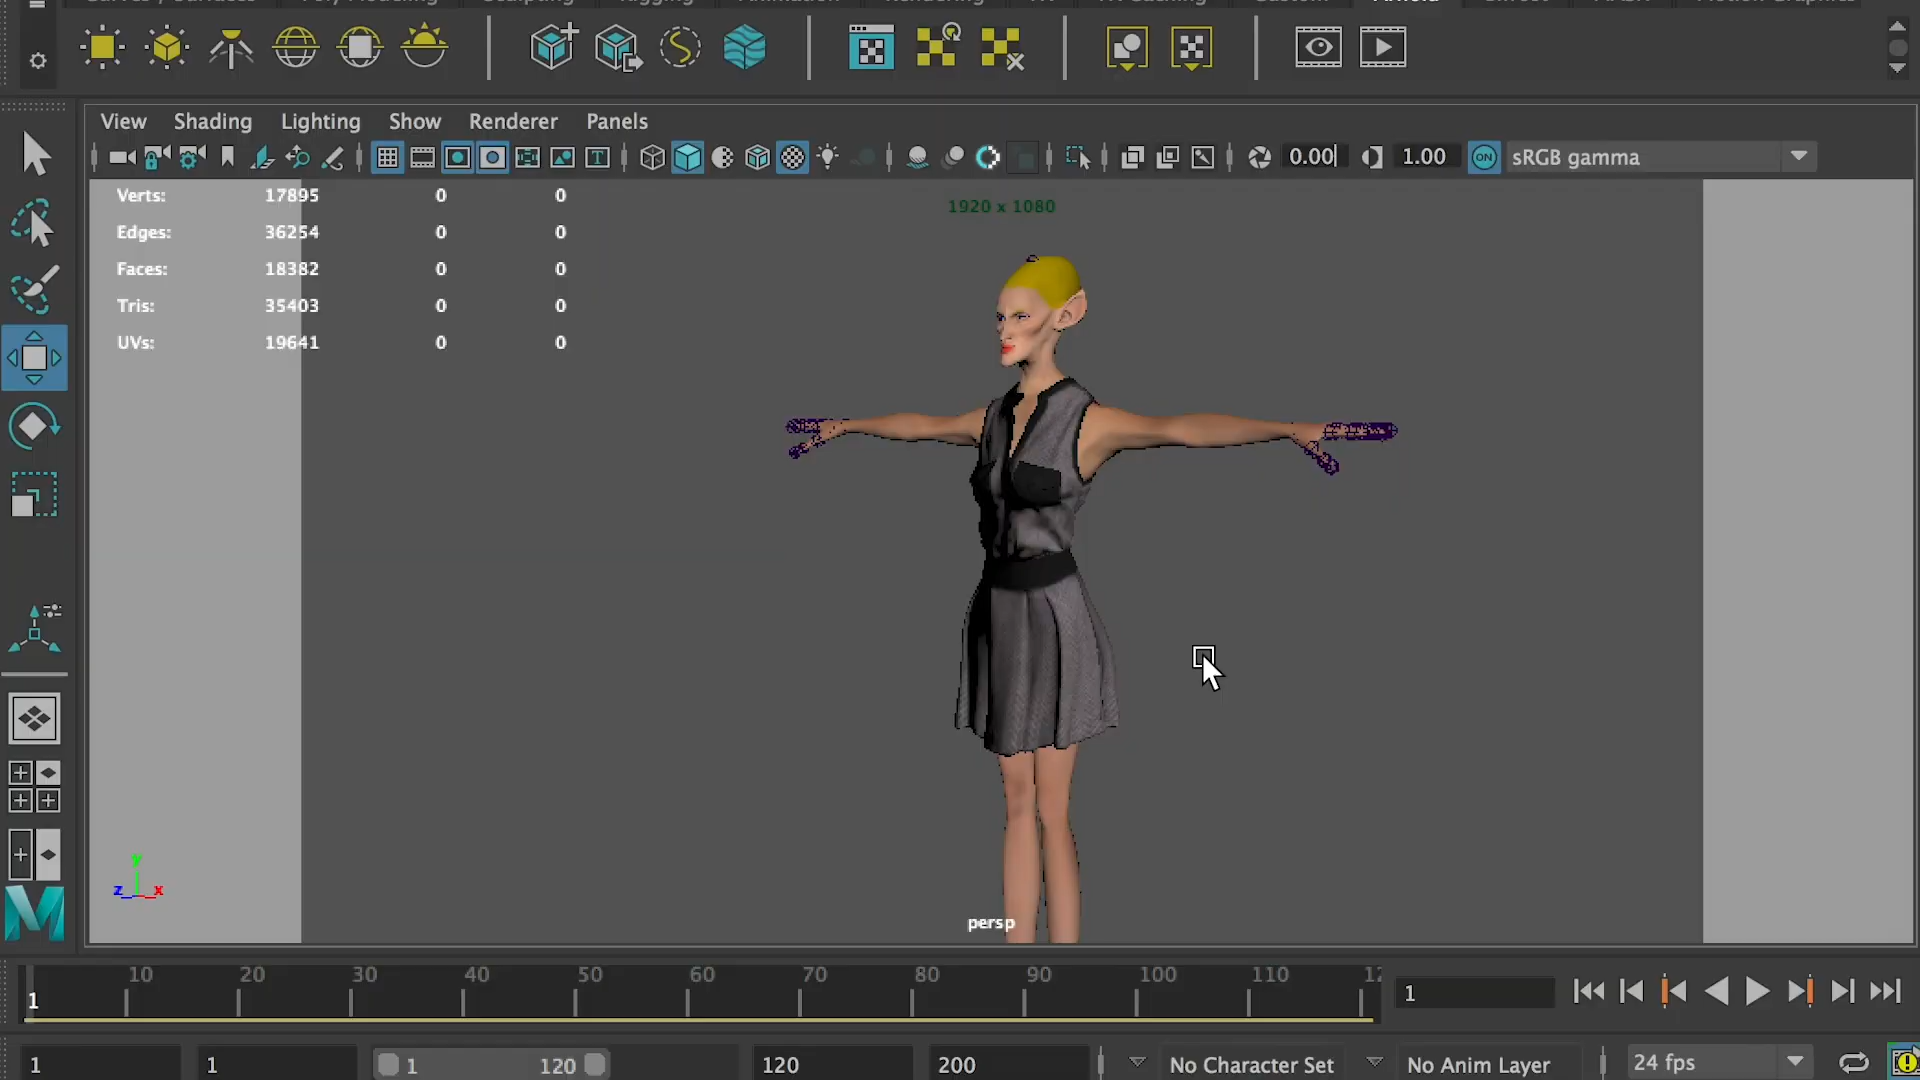 View Shading Lighting Show Renderer Panels
0.00 1.00 ON sRGB gamma
Verts: 17895 0 0
1920 x 1080
Edges: 36254 0 0
Faces: 18382 0 0
Tris: 35403 0 0
UVs: 19641 0 0
y
z x
persp
10 20 30 40 50 60 70 80 90 100 110
1 1
1 1 1 120 120 200 No Character Set No Anim Layer 24 fps